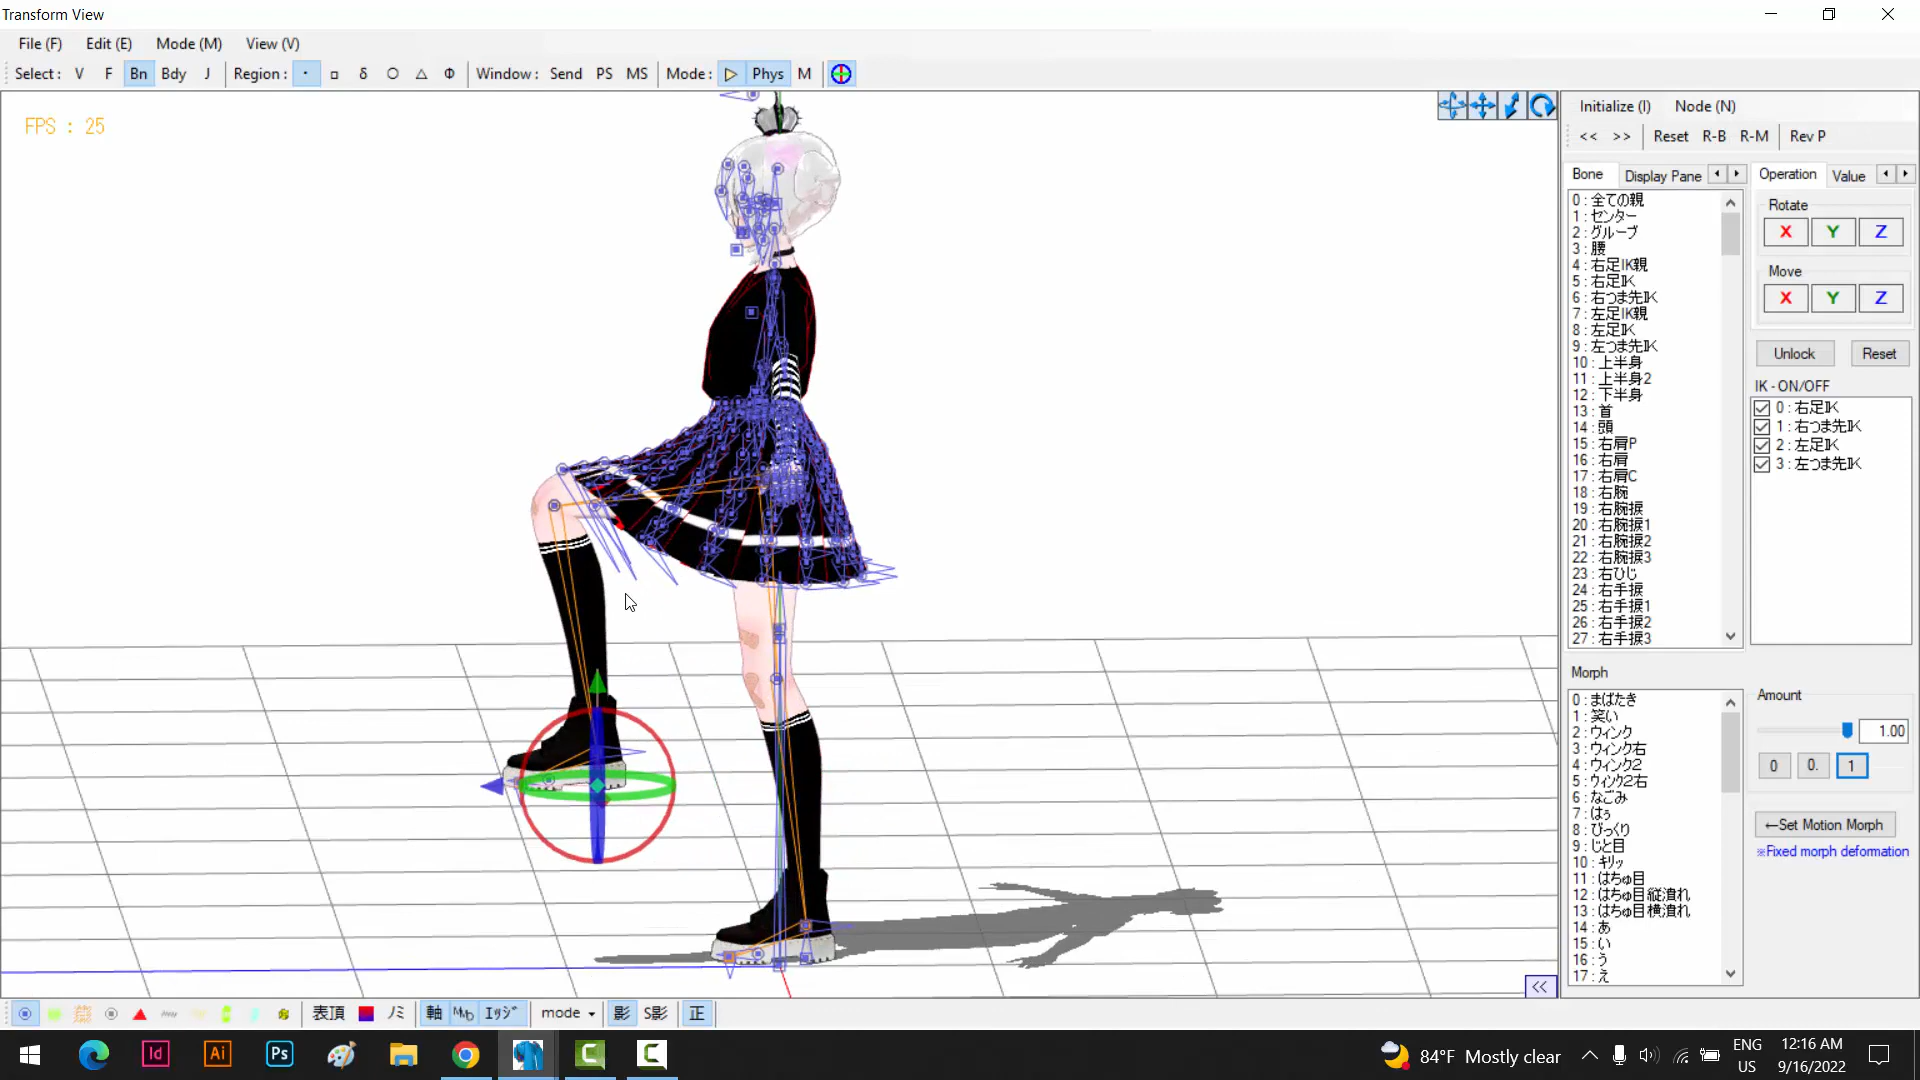 Transform View
File (F) Edit (E) Mode (M) View (V)
Select : V F Bn Bdy J Region : Window : Send PS MS Mode : Phys M
FPS : 25
Initialize (I) Node (N)
<< >> Reset R-B R-M Rev P
Bone Display Pane
Operation Value
0 : 全ての親
1 : センター
2 : グルーブ
3 : 腰
4 : 右足IK親
5 : 右足IK
6 : 右つま先IK
7 : 左足IK親
8 : 左足IK
9 : 左つま先IK
10 : 上半身
11 : 上半身2
12 : 下半身
13 : 首
14 : 頭
15 : 右肩P
16 : 右肩
17 : 右肩C
18 : 右腕
19 : 右腕捩
20 : 右腕捩1
21 : 右腕捩2
22 : 右腕捩3
23 : 右ひじ
24 : 右手捩
25 : 右手捩1
26 : 右手捩2
27 : 右手捩3
Rotate
X Y Z
Move
X Y Z
Unlock Reset
IK - ON/OFF
0 : 右足IK
1 : 右つま先IK
2 : 左足IK
3 : 左つま先IK
Morph
0 : まばたき
1 : 笑い
2 : ウィンク
3 : ウィンク右
4 : ウィンク2
5 : ウィンク2右
6 : なごみ
7 : はぅ
8 : びっくり
9 : じと目
10 : キリッ
11 : はちゅ目
12 : はちゅ目縦潰れ
13 : はちゅ目横潰れ
14 : あ
15 : い
16 : う
17 : え
Amount
1.00
0 0. 1
←Set Motion Morph
※Fixed morph deformation
<<
表頂 ノミ 軸 MMD エッジ mode 影 S影 正
Id Ai Ps 84°F Mostly clear ENG US 12:16 AM 9/16/2022